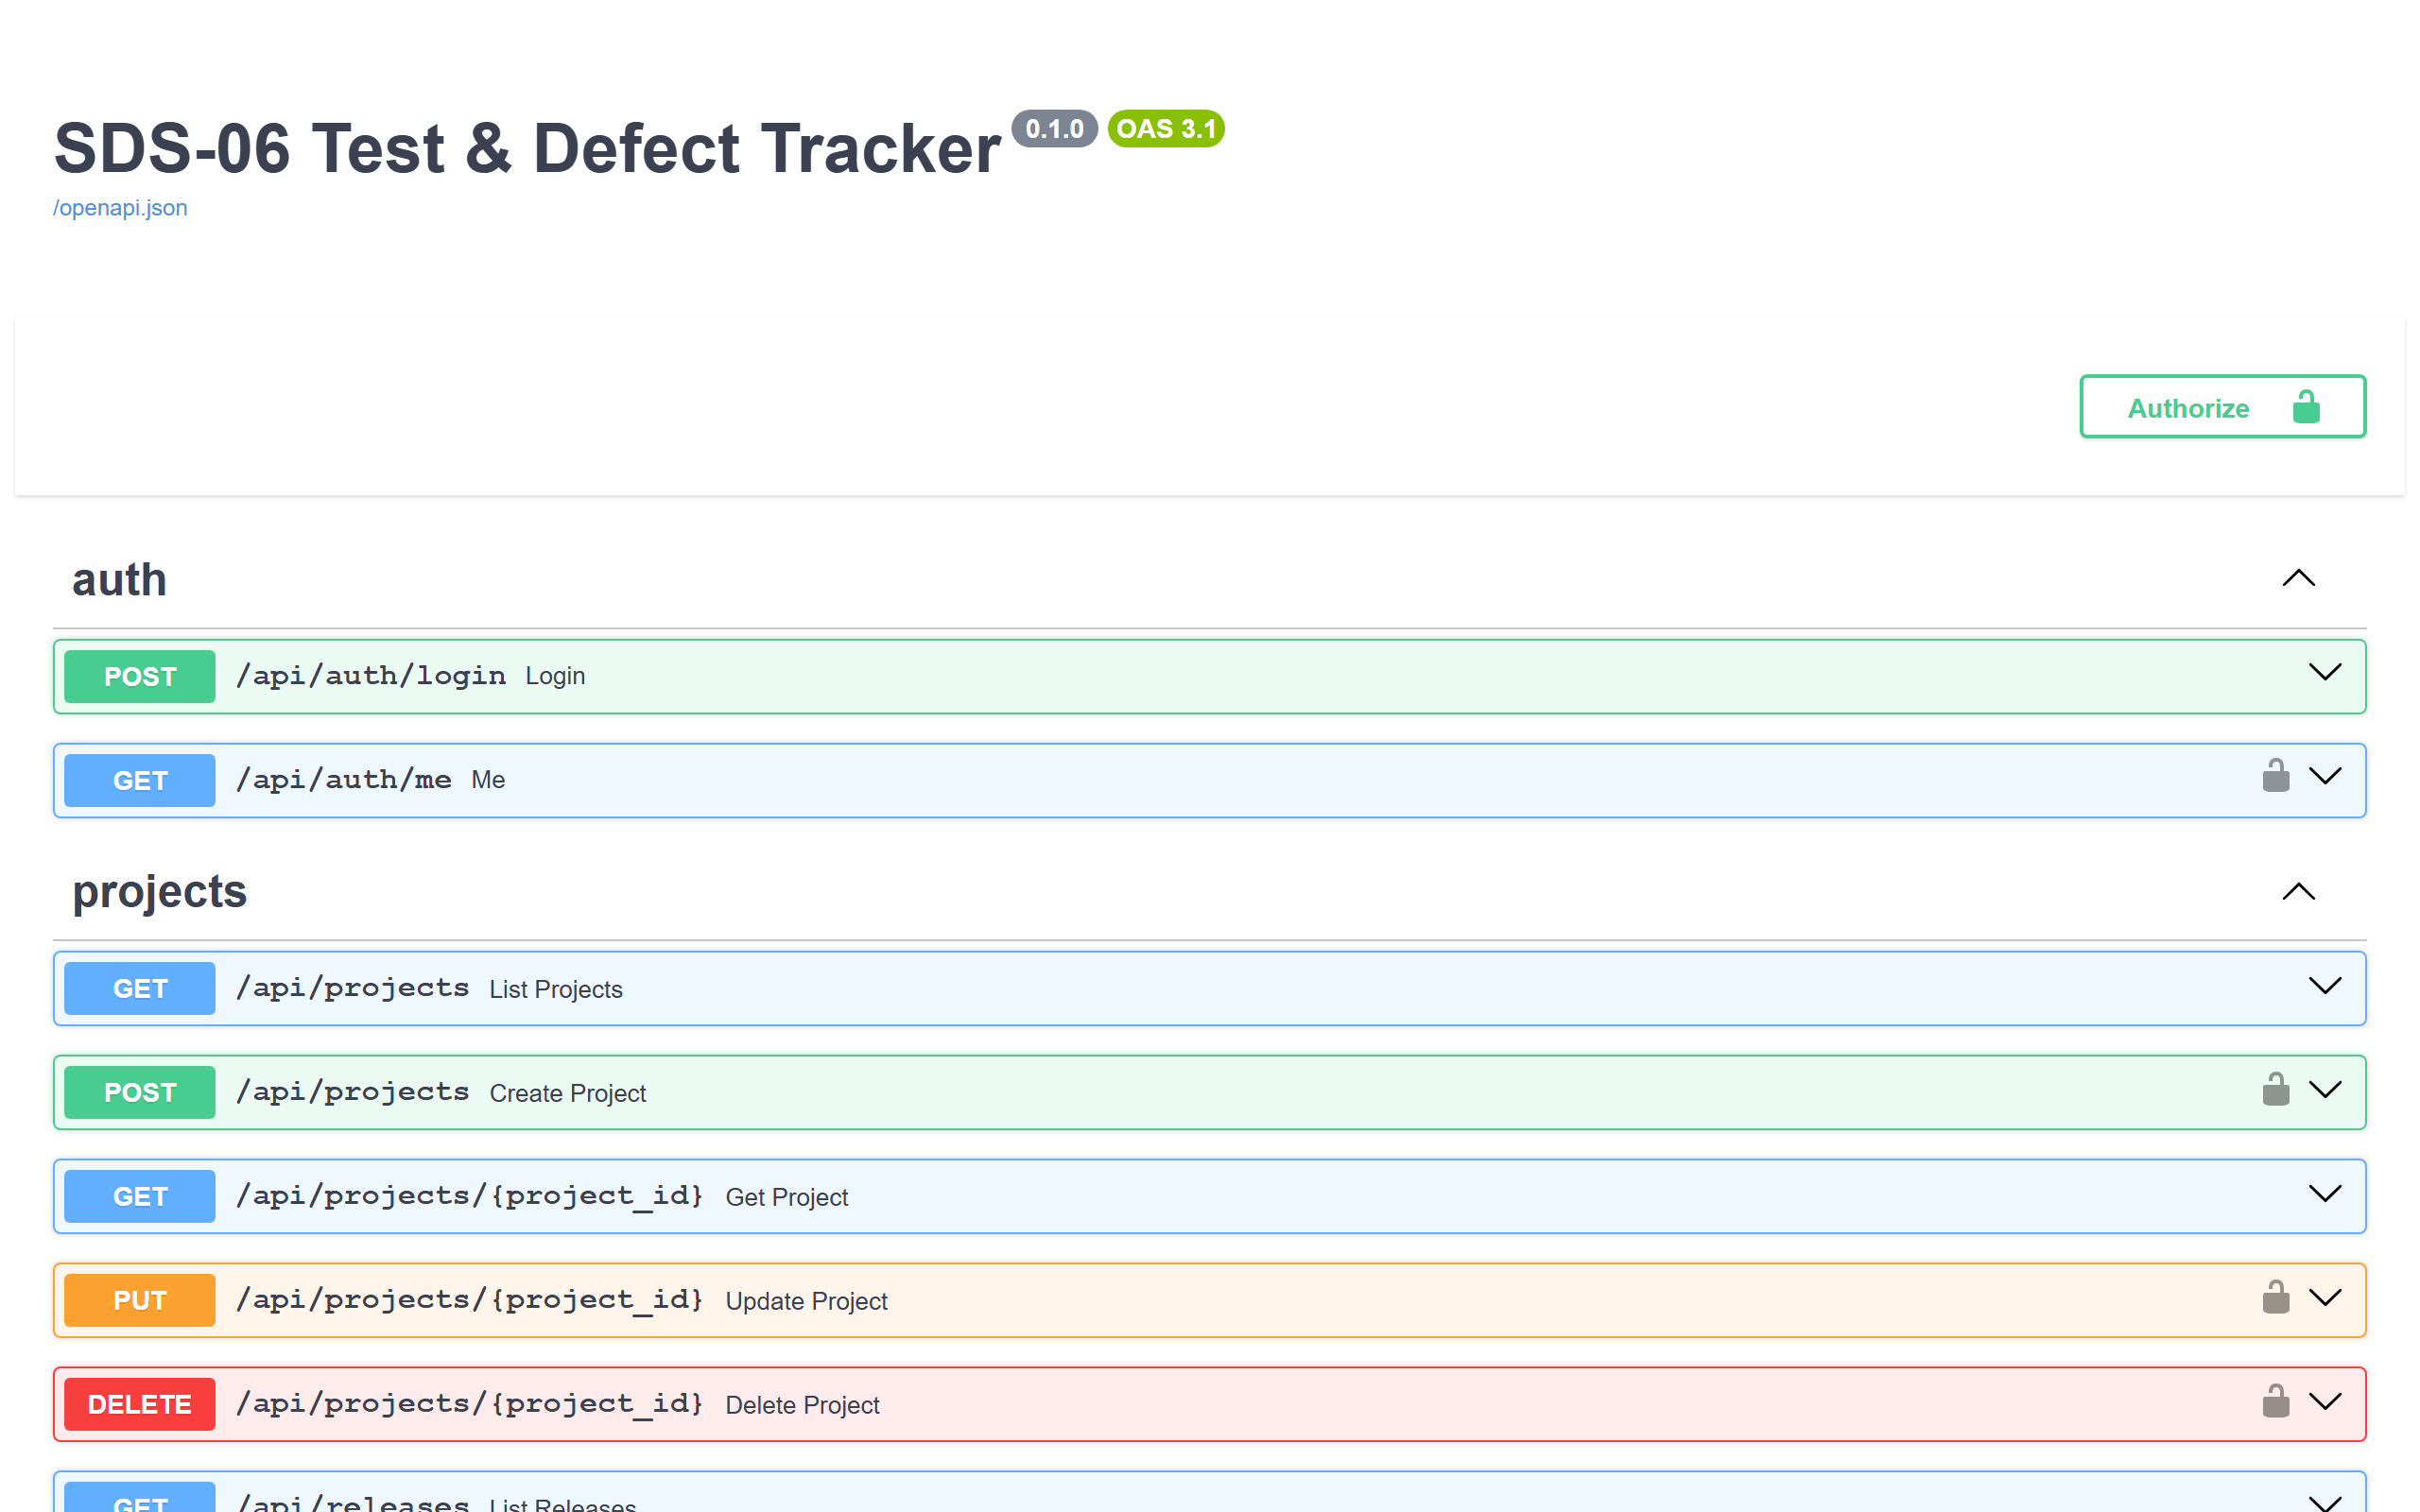 SDS-06 Test & Defect Tracker 0.1.0 OAS 3.1
/openapi.json
Authorize
auth
POST /api/auth/login Login
GET /api/auth/me Me
projects
GET /api/projects List Projects
POST /api/projects Create Project
GET /api/projects/{project_id} Get Project
PUT /api/projects/{project_id} Update Project
DELETE /api/projects/{project_id} Delete Project
GET /api/releases List Releases